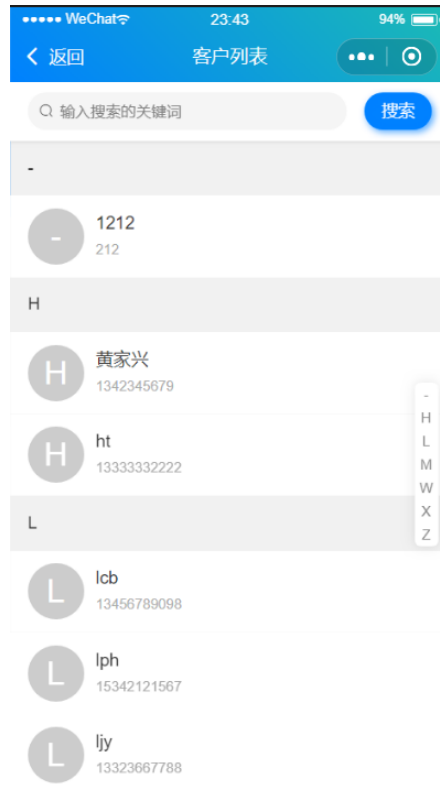 WeChat 23:43 94%
返回 客户列表
输入搜索的关键词 搜索
-
- 1212
212
H
H 黄家兴
1342345679
H ht
13333332222
L
L lcb
13456789098
L lph
15342121567
L ljy
13323667788
-
H
L
M
W
X
Z